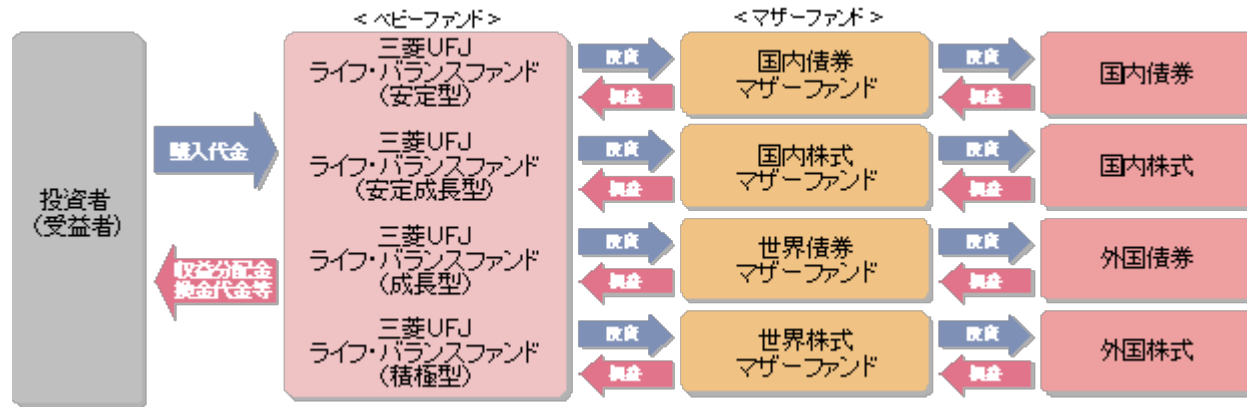 <ベビーファンド>
<マザーファンド>
投資者
(受益者)
購入代金
収益分配金
換金代金等
三菱UFJ
ライフ・バランスファンド
(安定型)
三菱UFJ
ライフ・バランスファンド
(安定成長型)
三菱UFJ
ライフ・バランスファンド
(成長型)
三菱UFJ
ライフ・バランスファンド
(積極型)
投資
損益
国内債券
マザーファンド
投資
損益
国内債券
投資
損益
国内株式
マザーファンド
投資
損益
国内株式
投資
損益
世界債券
マザーファンド
投資
損益
外国債券
投資
損益
世界株式
マザーファンド
投資
損益
外国株式